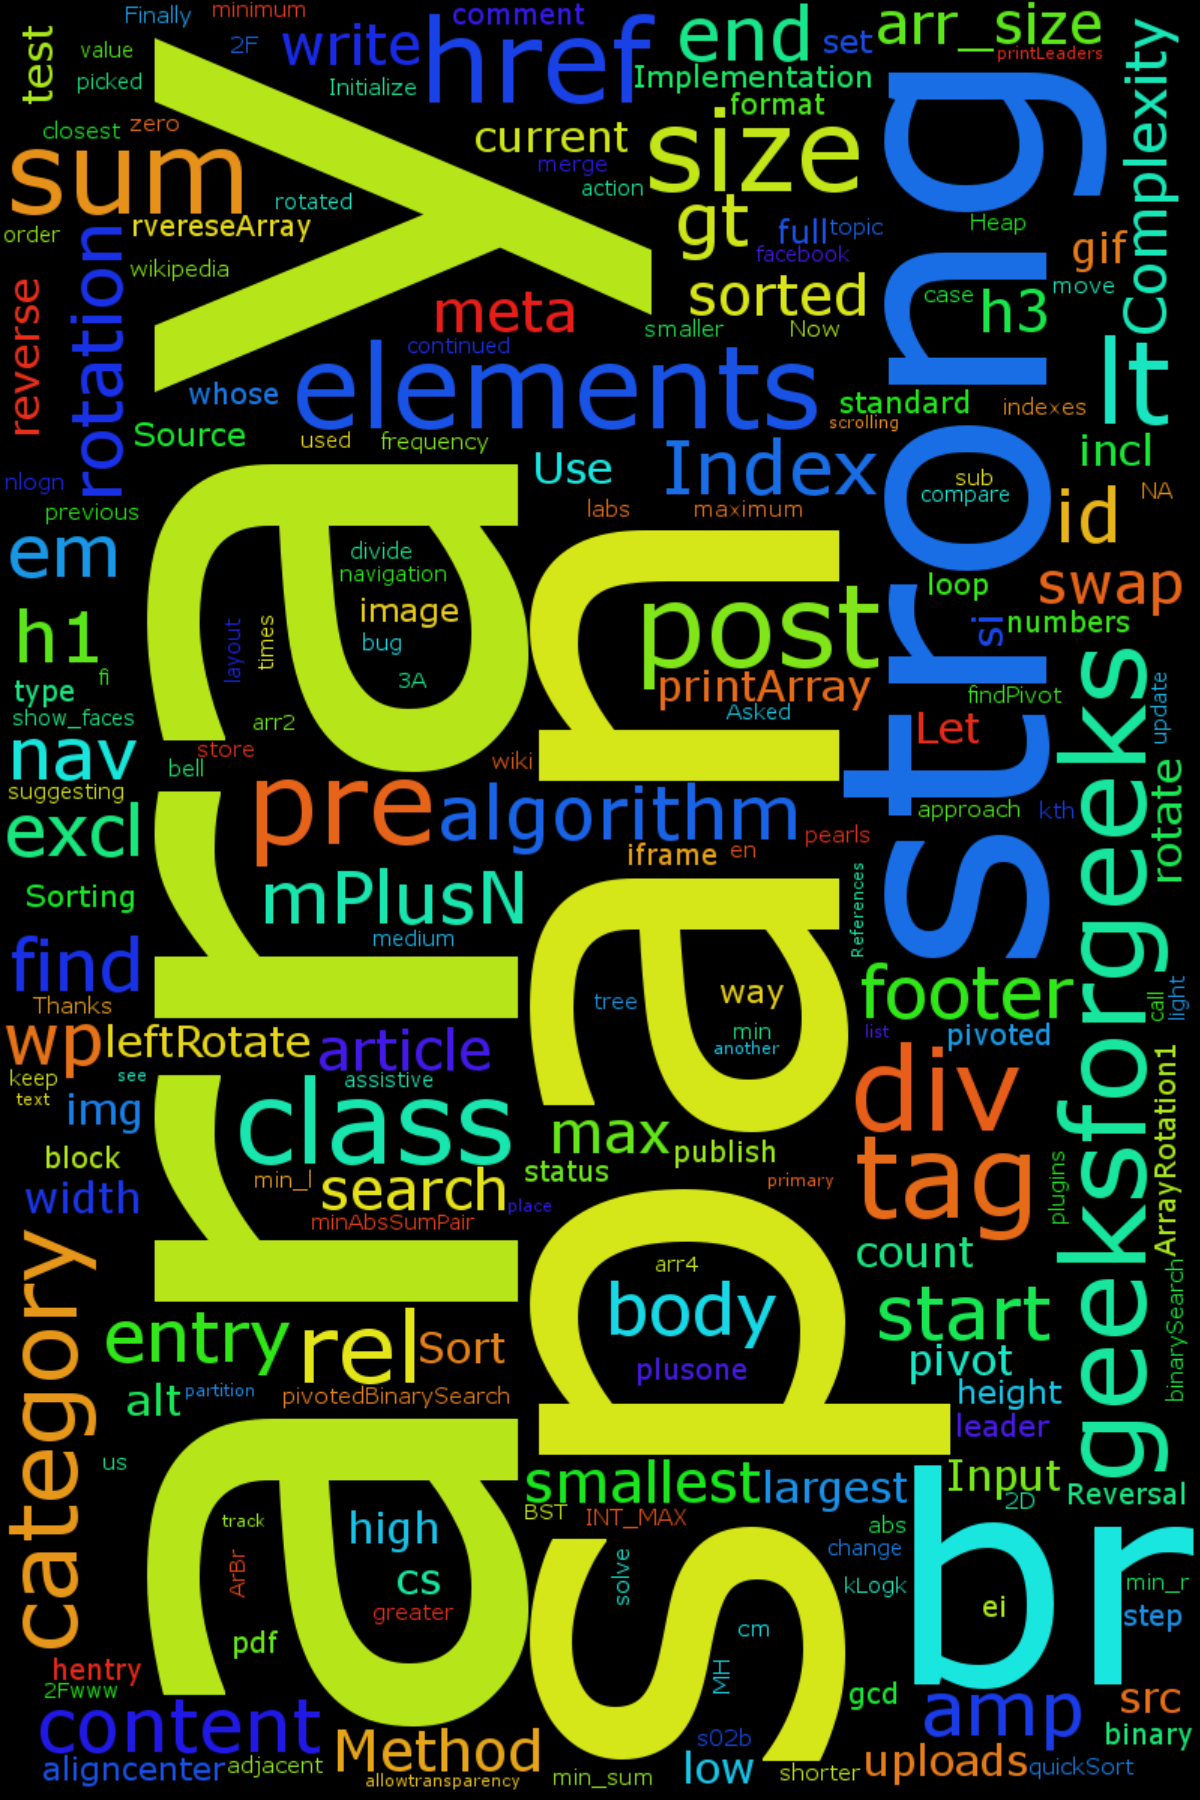 Finally
minimum
comment
test
value
2F
write
href
end
set
arr_size
printLeaders
picked
Initialize
Implementation
format
Complexity
closest
zero
current
size
merge
action
strong
array
sum
rotated
gt
order
rvereseArray
full
topic
Heap
facebook
gif
wikipedia
rotation
reverse
meta
sorted
case
h3
move
continued
smaller
Now
lt
whose
elements
standard
indexes
scrolling
Source
used
frequency
Use
Index
incl
nlogn
previous
labs
maximum
sub
compare
id
NA
em
divide
navigation
span
loop
swap
h1
layout
times
image
bug
post
si
numbers
fi
type
3A
printArray
findPivot
update
show_faces
arr2
Asked
Let
geeksforgeeks
nav
store
bell
wiki
suggesting
pre
algorithm
approach
kth
rotate
excl
pearls
iframe
en
Sorting
mPlusN
References
medium
find
footer
Thanks
tree
way
call
light
wp
leftRotate
article
min
another
list
pivoted
keep
see
assistive
div
ArrayRotation1
text
img
class
block
max
publish
tag
width
min_l
search
status
primary
plugins
place
minAbsSumPair
category
count
arr4
binarySearch
entry
rel
Sort
body
start
plusone
pivot
alt
partition
pivotedBinarySearch
height
leader
us
smallest
largest
Input
2D
Reversal
track
high
BST
INT_MAX
abs
change
br
ArBr
cs
solve
kLogk
min_r
greater
ei
step
pdf
cm
hentry
MH
2Fwww
gcd
content
amp
src
Method
s02b
binary
aligncenter
adjacent
allowtransparency
min_sum
low
shorter
uploads
quickSort